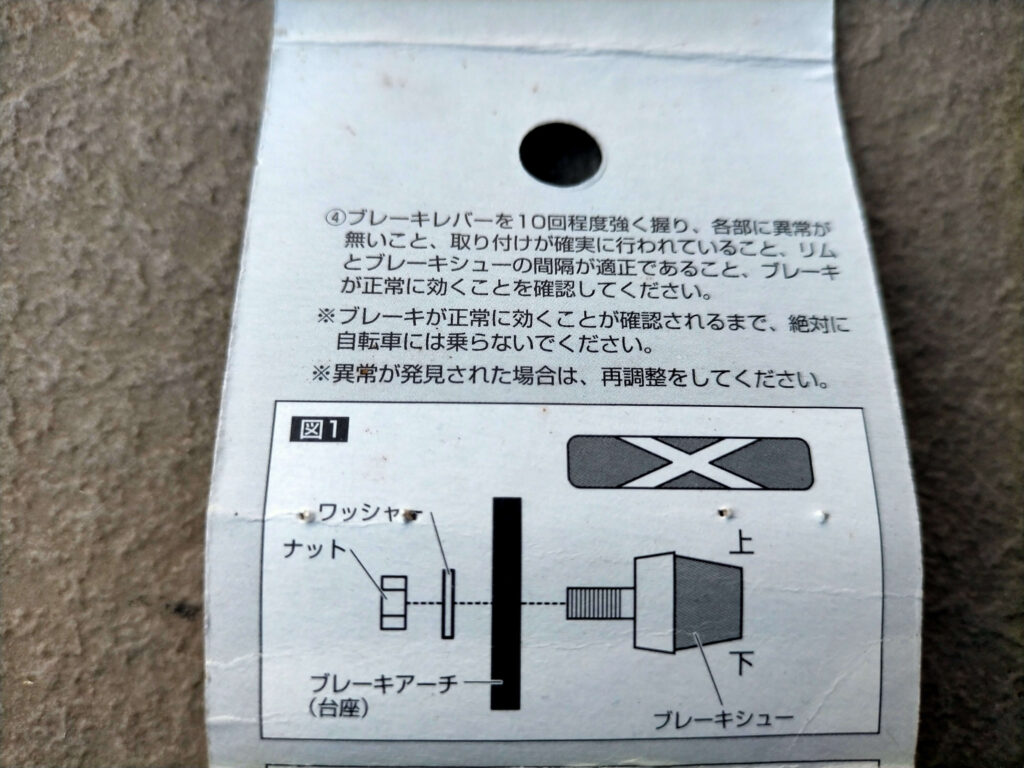 ④ブレーキレバーを10回程度強く握り、各部に異常が
無いこと、取り付けが確実に行われていること、リム
とブレーキシューの間隔が適正であること、ブレーキ
が正常に効くことを確認してください。
※ブレーキが正常に効くことが確認されるまで、絶対に
自転車には乗らないでください。
※異常が発見された場合は、再調整をしてください。
図1
ワッシャー
ナット
上
下
ブレーキアーチ
(台座)
ブレーキシュー